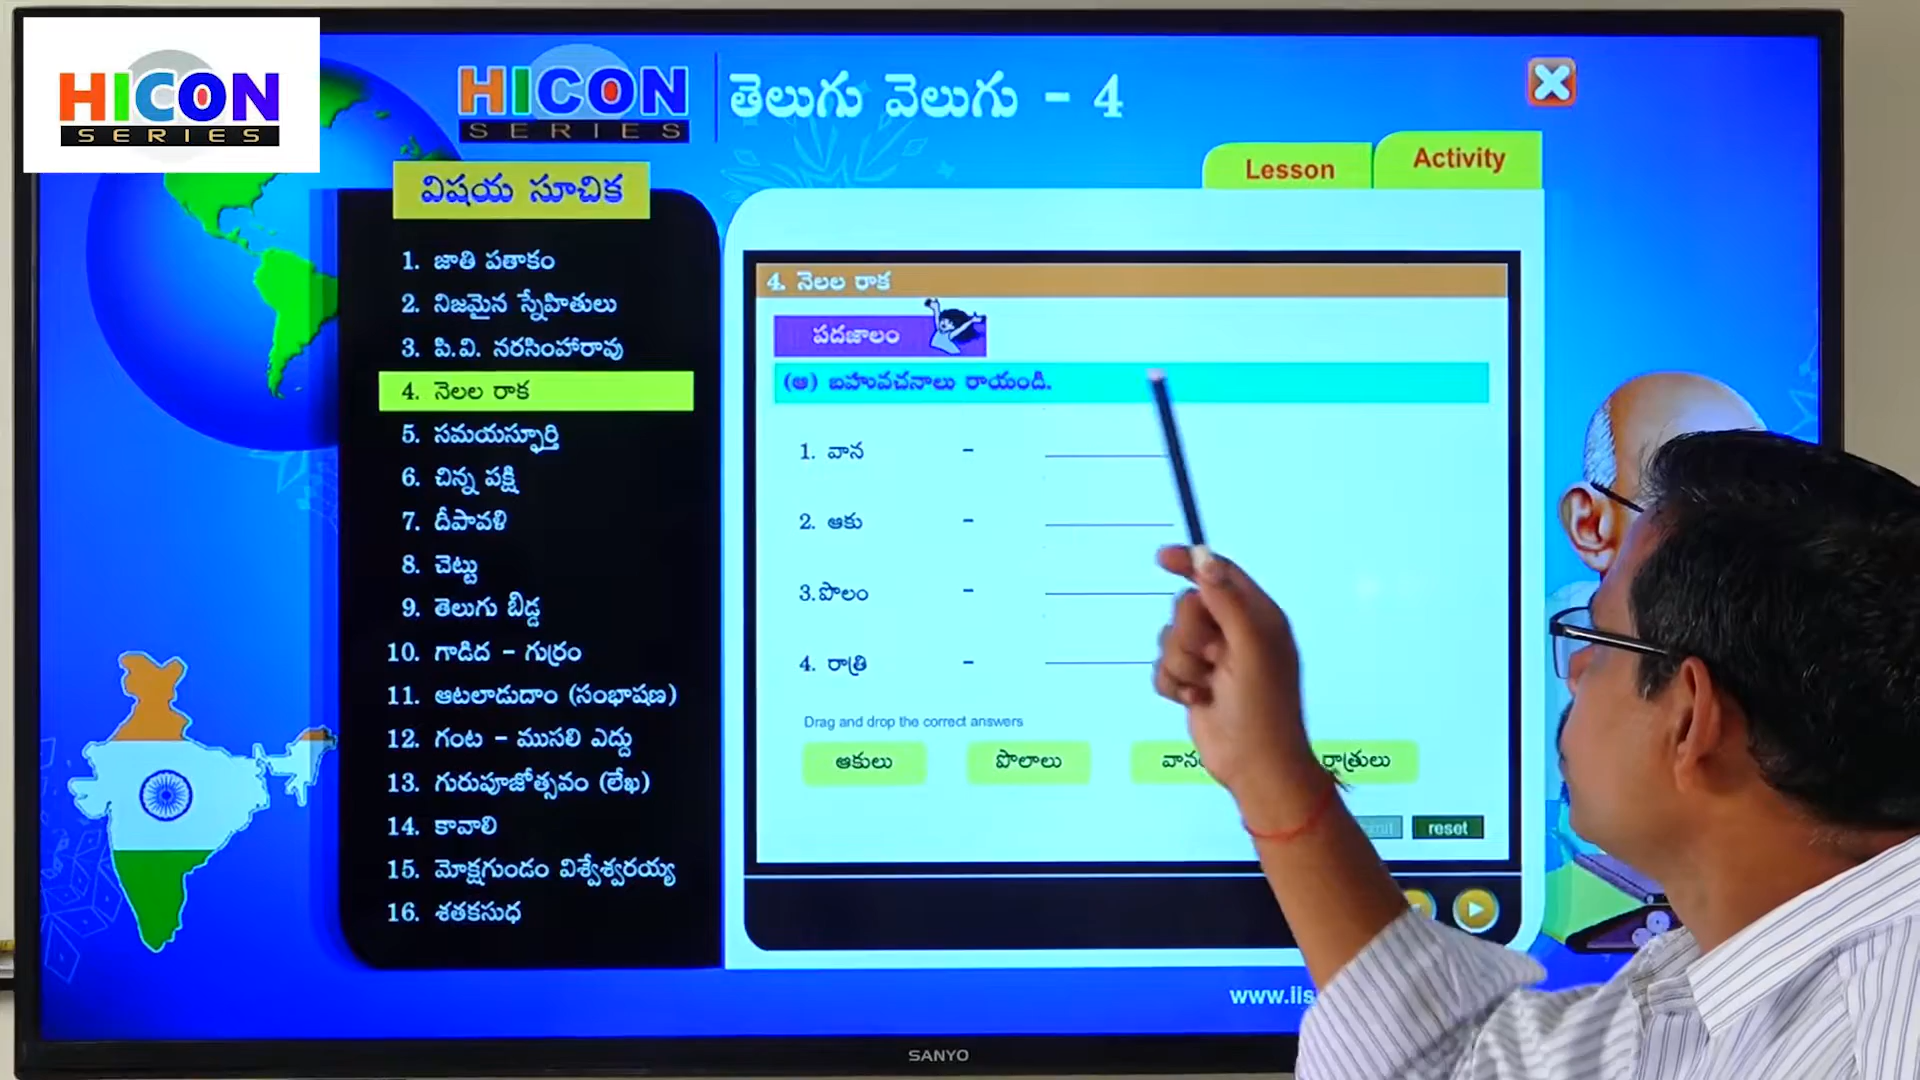 HICON
SERIES
HICON
SERIES
తెలుగు వెలుగు - 4
Lesson
Activity
విషయ సూచిక
1. జాతి పతాకం
2. నిజమైన స్నేహితులు
3. పి.వి. నరసింహారావు
4. నెలల రాక
5. సమయస్ఫూర్తి
6. చిన్న పక్షి
7. దీపావళి
8. చెట్టు
9. తెలుగు బిడ్డ
10. గాడిద - గుర్రం
11. ఆటలాడుదాం (సంభాషణ)
12. గంట - ముసలి ఎద్దు
13. గురుపూజోత్సవం (లేఖ)
14. కావాలి
15. మోక్షగుండం విశ్వేశ్వరయ్య
16. శతకసుధ
4. నెలల రాక
పదజాలం
(ఆ) బహువచనాలు రాయండి.
1. వాన -
2. ఆకు -
3.పొలం -
4. రాత్రి -
Drag and drop the correct answers
ఆకులు పొలాలు రాత్రులు
reset
www.iis
SANYO